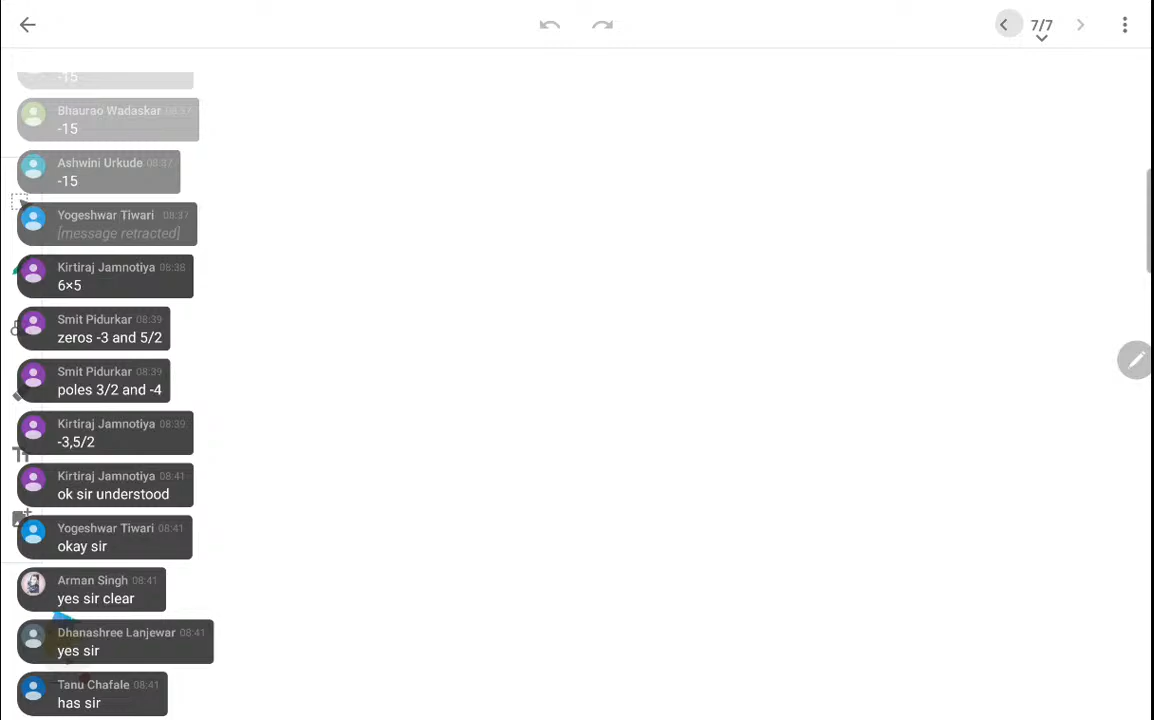 7/7
-15
Bhaurao Wadaskar 08:37
-15
Ashwini Urkude 08:37
-15
Yogeshwar Tiwari 08:37
[message retracted]
Kirtiraj Jamnotiya 08:38
6×5
Smit Pidurkar 08:39
zeros -3 and 5/2
Smit Pidurkar 08:39
poles 3/2 and -4
Kirtiraj Jamnotiya 08:39
-3,5/2
Tт
Kirtiraj Jamnotiya 08:41
ok sir understood
Yogeshwar Tiwari 08:41
okay sir
Arman Singh 08:41
yes sir clear
Dhanashree Lanjewar 08:41
yes sir
Tanu Chafale 08:41
has sir